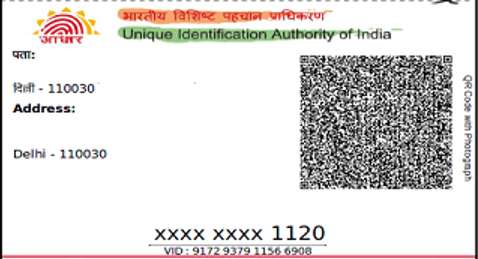 भारतीय विशिष्ट पहचान प्राधिकरण
Unique Identification Authority of India
आधार
पता:
दिल्ली - 110030
Address:
Delhi - 110030
QR Code with Photograph
xxxx xxxx 1120
VID : 9172 9379 1156 6908